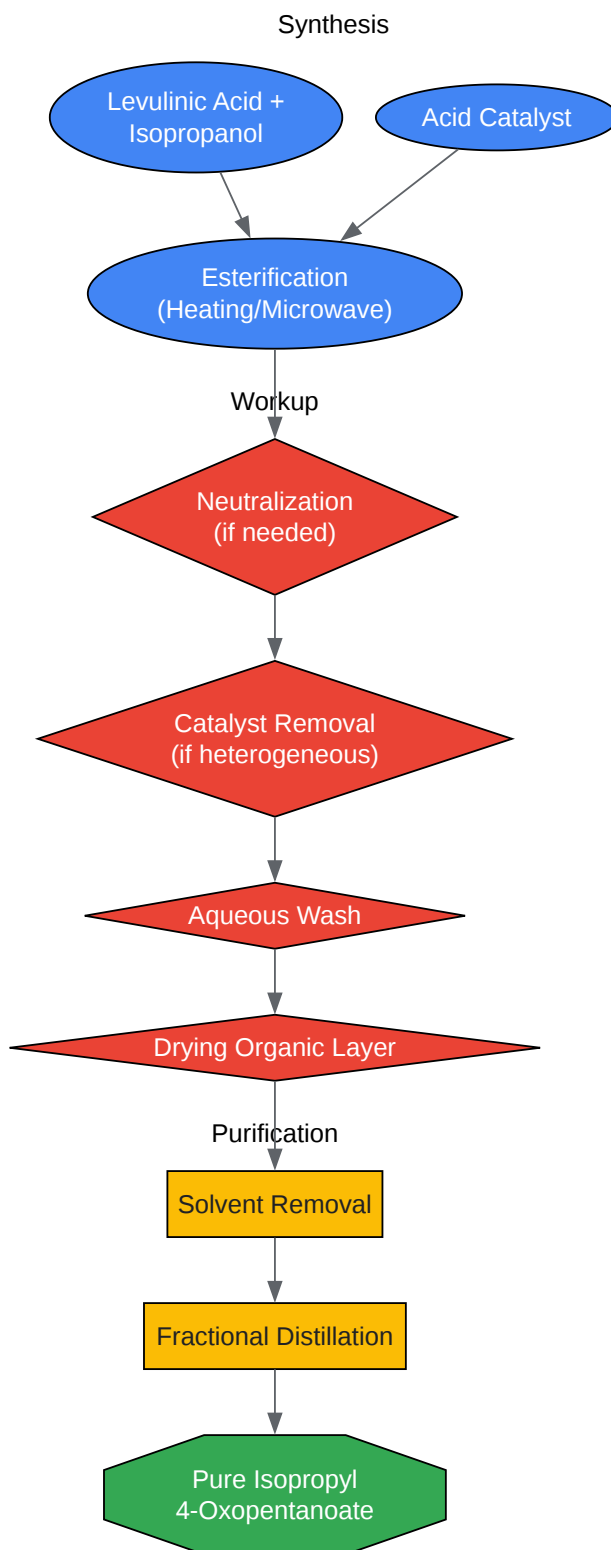 Synthesis
Levulinic Acid +
Isopropanol
Acid Catalyst
Esterification
(Heating/Microwave)
Workup
Neutralization
(if needed)
Catalyst Removal
(if heterogeneous)
Aqueous Wash
Drying Organic Layer
Purification
Solvent Removal
Fractional Distillation
Pure Isopropyl
4-Oxopentanoate